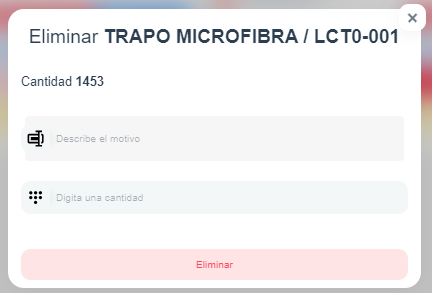 Eliminar TRAPO MICROFIBRA / LCT0-001
Cantidad 1453
Describe el motivo
Digita una cantidad
Eliminar